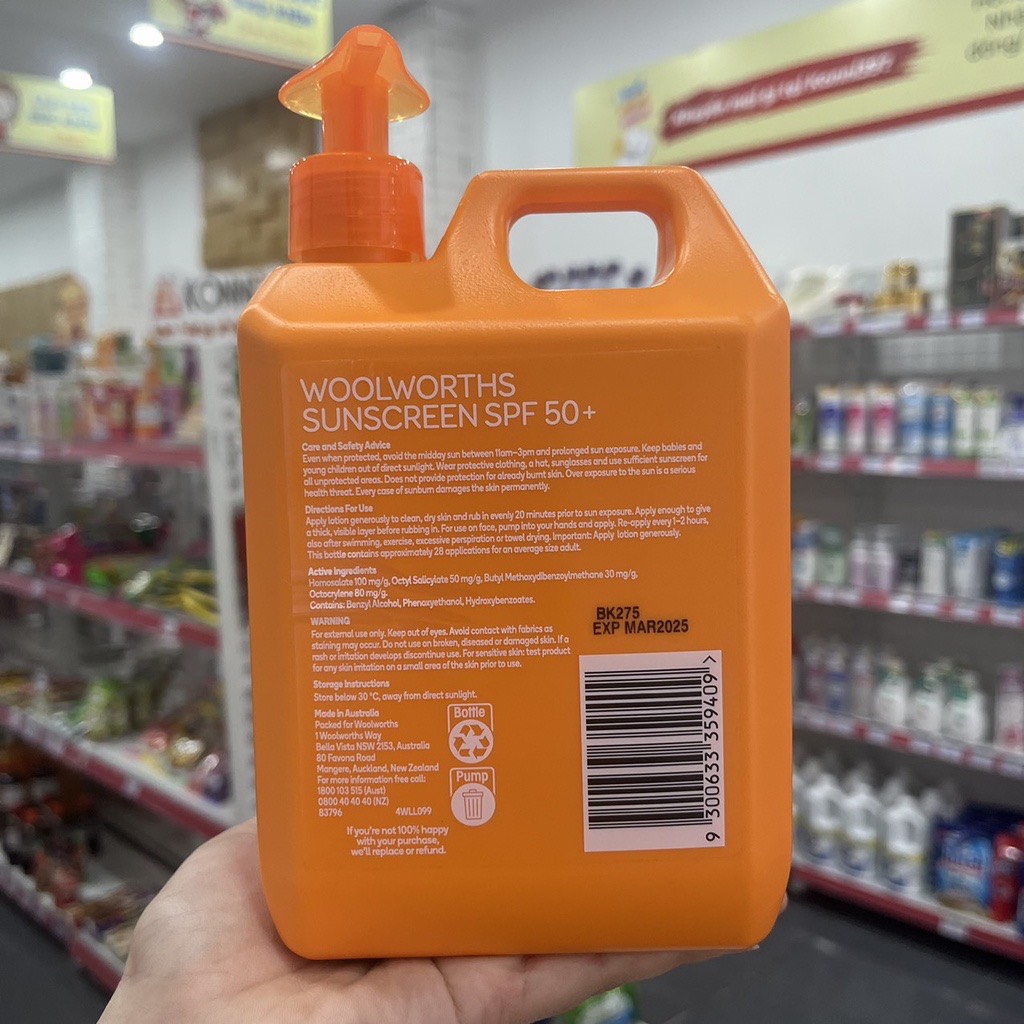 WOOLWORTHS
SUNSCREEN SPF 50+
Care and Safety Advice
Even when protected, avoid the midday sun between 11am–3pm and prolonged sun exposure. Keep babies and
young children out of direct sunlight. Wear protective clothing, a hat, sunglasses and use sufficient sunscreen for
all unprotected areas. Does not provide protection for already burnt skin. Over exposure to the sun is a serious
health threat. Every case of sunburn damages the skin permanently.
Directions For Use
Apply lotion generously to clean, dry skin and rub in evenly 20 minutes prior to sun exposure. Apply enough to give
a thick, visible layer before rubbing in. For use on face, pump into your hands and apply. Re-apply every 1–2 hours,
also after swimming, exercise, excessive perspiration or towel drying. Important: Apply lotion generously.
This bottle contains approximately 28 applications for an average size adult.
Active Ingredients
Homosalate 100 mg/g, Octyl Salicylate 50 mg/g, Butyl Methoxydibenzoylmethane 30 mg/g,
Octocrylene 80 mg/g.
Contains: Benzyl Alcohol, Phenoxyethanol, Hydroxybenzoates.
WARNING
For external use only. Keep out of eyes. Avoid contact with fabrics as
staining may occur. Do not use on broken, diseased or damaged skin. If a
rash or irritation develops discontinue use. For sensitive skin: test product
for any skin irritation on a small area of the skin prior to use.
Storage Instructions
Store below 30 °C, away from direct sunlight.
Made in Australia
Packed for Woolworths
1 Woolworths Way
Bella Vista NSW 2153, Australia
80 Favona Road
Mangere, Auckland, New Zealand
For more information free call:
1800 103 515 (Aust)
0800 40 40 40 (NZ)
83796 4WLL099
If you're not 100% happy
with your purchase,
we'll replace or refund.
Bottle
Pump
BK275
EXP MAR2025
9 300633 359409